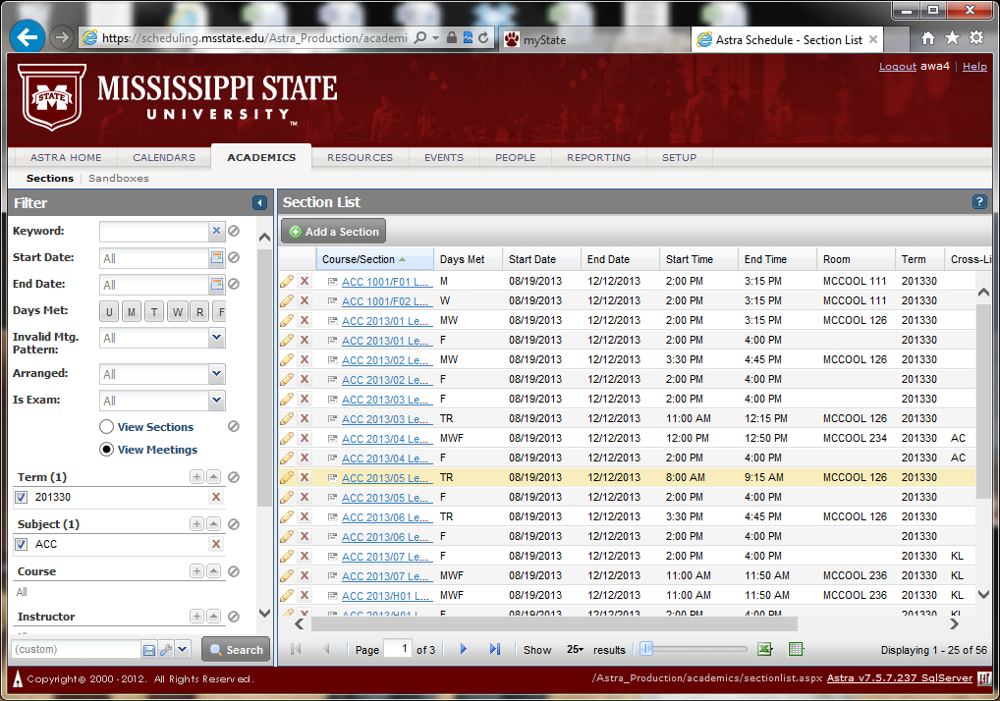 https://scheduling.msstate.edu/Astra_Production/academi
myState
Astra Schedule - Section List
Logout awa4 | Help
STATE
MISSISSIPPI STATE
UNIVERSITY™
ASTRA HOME CALENDARS ACADEMICS RESOURCES EVENTS PEOPLE REPORTING SETUP
Sections | Sandboxes
Filter
Keyword:
Start Date: All
End Date: All
Days Met: U M T W R F
Invalid Mtg. Pattern: All
Arranged: All
Is Exam: All
View Sections
View Meetings
Term (1)
201330
Subject (1)
ACC
Course
All
Instructor
(custom) Search
Section List
Add a Section
Course/Section Days Met Start Date End Date Start Time End Time Room Term Cross-Li
ACC 1001/F01 L... M 08/19/2013 12/12/2013 2:00 PM 3:15 PM MCCOOL 111 201330
ACC 1001/F02 L... W 08/19/2013 12/12/2013 2:00 PM 3:15 PM MCCOOL 111 201330
ACC 2013/01 Le... MW 08/19/2013 12/12/2013 2:00 PM 3:15 PM MCCOOL 126 201330
ACC 2013/01 Le... F 08/19/2013 12/12/2013 2:00 PM 4:00 PM 201330
ACC 2013/02 Le... MW 08/19/2013 12/12/2013 3:30 PM 4:45 PM MCCOOL 126 201330
ACC 2013/02 Le... F 08/19/2013 12/12/2013 2:00 PM 4:00 PM 201330
ACC 2013/03 Le... F 08/19/2013 12/12/2013 2:00 PM 4:00 PM 201330
ACC 2013/03 Le... TR 08/19/2013 12/12/2013 11:00 AM 12:15 PM MCCOOL 126 201330
ACC 2013/04 Le... MWF 08/19/2013 12/12/2013 12:00 PM 12:50 PM MCCOOL 234 201330 AC
ACC 2013/04 Le... F 08/19/2013 12/12/2013 2:00 PM 4:00 PM 201330 AC
ACC 2013/05 Le... TR 08/19/2013 12/12/2013 8:00 AM 9:15 AM MCCOOL 126 201330
ACC 2013/05 Le... F 08/19/2013 12/12/2013 2:00 PM 4:00 PM 201330
ACC 2013/06 Le... TR 08/19/2013 12/12/2013 3:30 PM 4:45 PM MCCOOL 126 201330
ACC 2013/06 Le... F 08/19/2013 12/12/2013 2:00 PM 4:00 PM 201330
ACC 2013/07 Le... F 08/19/2013 12/12/2013 2:00 PM 4:00 PM 201330 KL
ACC 2013/07 Le... MWF 08/19/2013 12/12/2013 11:00 AM 11:50 AM MCCOOL 236 201330 KL
ACC 2013/H01 L... MWF 08/19/2013 12/12/2013 11:00 AM 11:50 AM MCCOOL 236 201330 KL
ACC 2013/H01 L... F 08/19/2013 12/12/2013 2:00 PM 4:00 PM 201330 KL
Page 1 of 3 Show 25 results Displaying 1 - 25 of 56
Copyright© 2000 -2012. All Rights Reserved. /Astra_Production/academics/sectionlist.aspx Astra v7.5.7.237 SqlServer